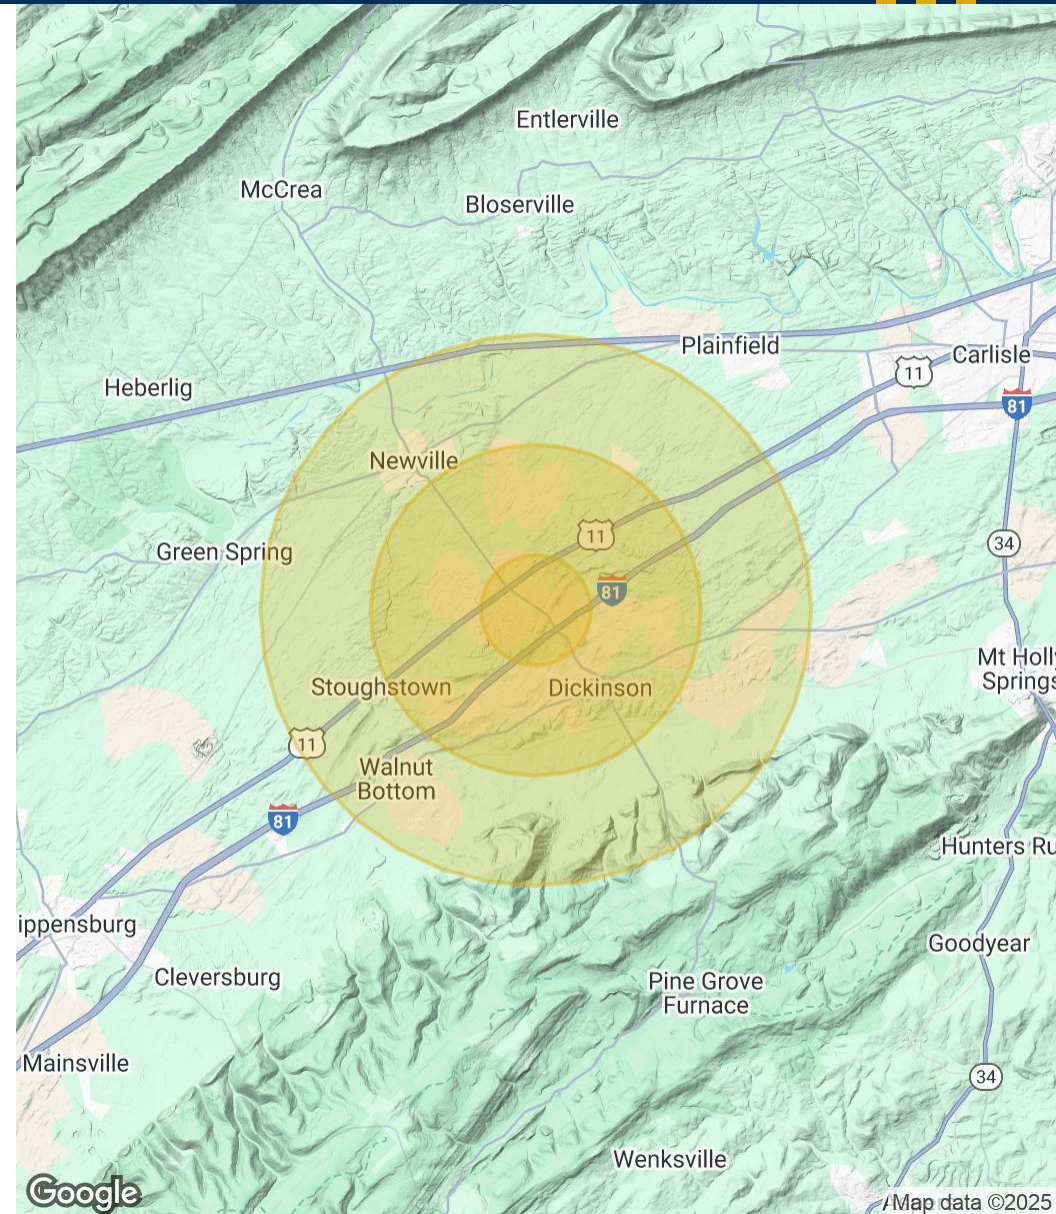 Entlerville
McCrea
Bloserville
Plainfield
Carlisle
11
Heberlig
81
Newville
11
34
Green Spring
81
Mt Holly
Springs
Stoughstown
Dickinson
11
Walnut
Bottom
81
Hunters Ru
ippensburg
Goodyear
Cleversburg
Pine Grove
Furnace
Mainsville
34
Wenksville
Google
Map data ©2025